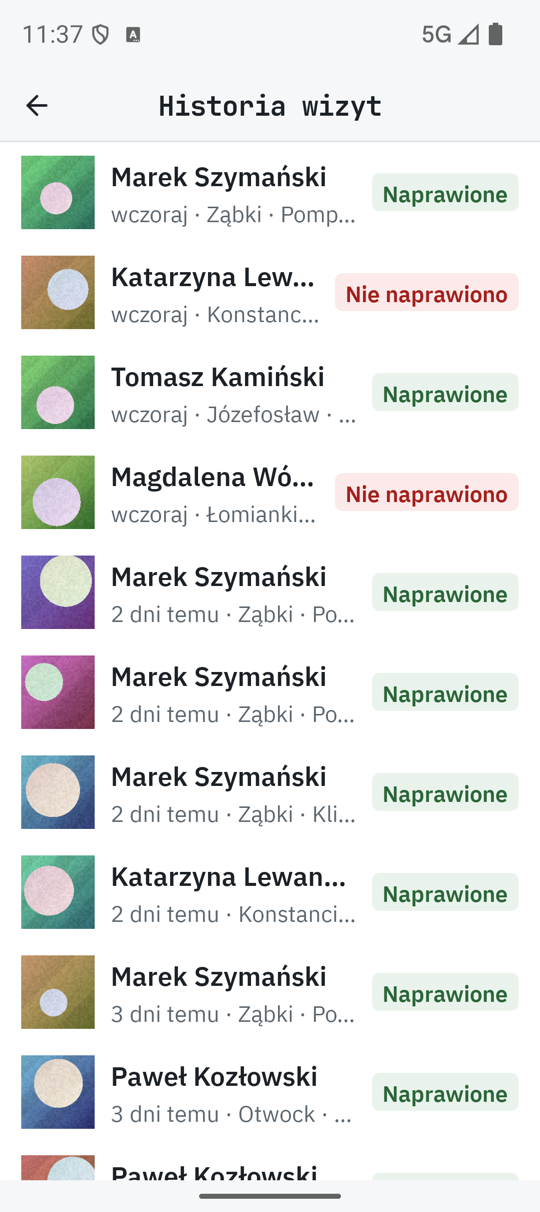 11:37 A 5G
Historia wizyt
Marek Szymański
wczoraj · Ząbki · Pomp...
Naprawione
Katarzyna Lew...
wczoraj · Konstanc...
Nie naprawiono
Tomasz Kamiński
wczoraj · Józefosław · ...
Naprawione
Magdalena Wó...
wczoraj · Łomianki...
Nie naprawiono
Marek Szymański
2 dni temu · Ząbki · Po...
Naprawione
Marek Szymański
2 dni temu · Ząbki · Po...
Naprawione
Marek Szymański
2 dni temu · Ząbki · Kli...
Naprawione
Katarzyna Lewan...
2 dni temu · Konstanci...
Naprawione
Marek Szymański
3 dni temu · Ząbki · Po...
Naprawione
Paweł Kozłowski
3 dni temu · Otwock · ...
Naprawione
Paweł Kozłowski